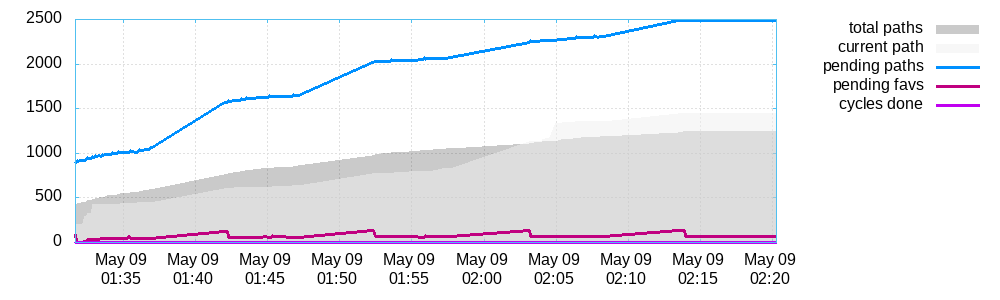 2500
2000
1500
1000
500
0
May 09 May 09 May 09 May 09 May 09 May 09 May 09 May 09 May 09 May 09
01:35 01:40 01:45 01:50 01:55 02:00 02:05 02:10 02:15 02:20
total paths
current path
pending paths
pending favs
cycles done